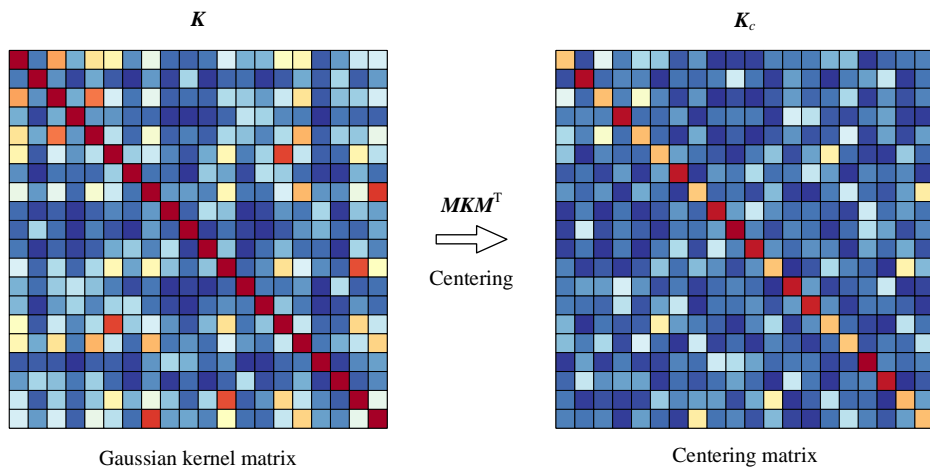 K
K_c
MKM^T
Centering
Gaussian kernel matrix
Centering matrix